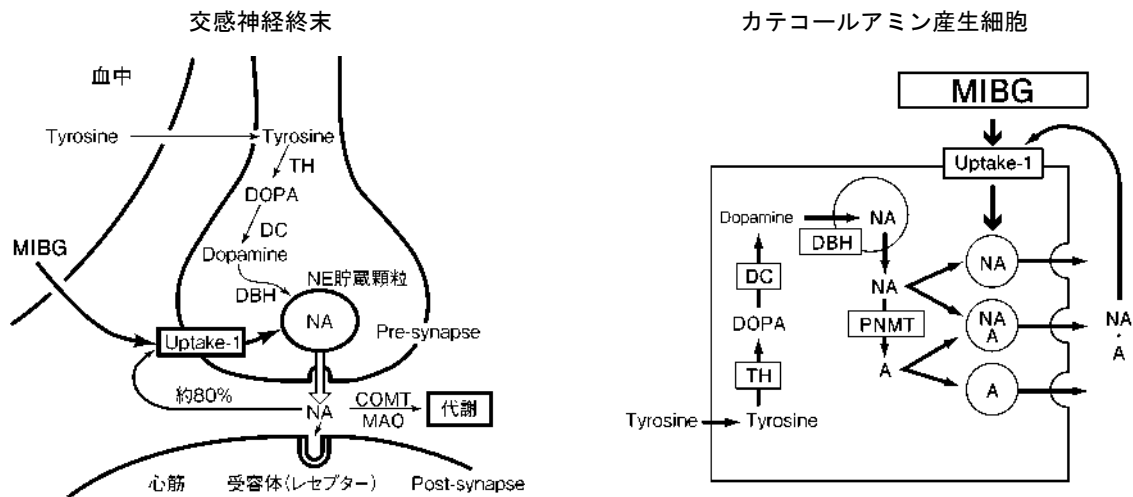 交感神経終末
血中
Tyrosine
Tyrosine
TH
DOPA
DC
MIBG
Dopamine
DBH
NE貯蔵顆粒
NA
Pre-synapse
Uptake-1
約80%
NA
COMT
MAO
代謝
心筋
受容体(レセプター)
Post-synapse
カテコールアミン産生細胞
MIBG
Uptake-1
Dopamine
NA
DBH
DC
NA
NA
DOPA
PNMT
NA
A
NA
・
A
TH
A
A
Tyrosine
Tyrosine